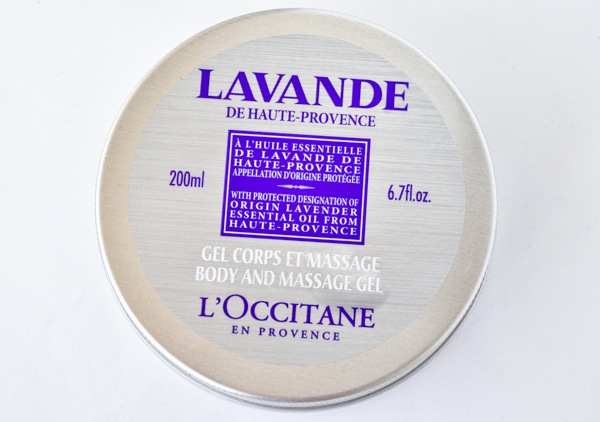 LAVANDE
DE HAUTE-PROVENCE
À L'HUILE ESSENTIELLE
DE LAVANDE DE
HAUTE-PROVENCE
APPELLATION D'ORIGINE PROTÉGÉE
200ml
6.7fl.oz.
WITH PROTECTED DESIGNATION OF
ORIGIN LAVENDER
ESSENTIAL OIL FROM
HAUTE-PROVENCE
GEL CORPS ET MASSAGE
BODY AND MASSAGE GEL
L'OCCITANE
EN PROVENCE